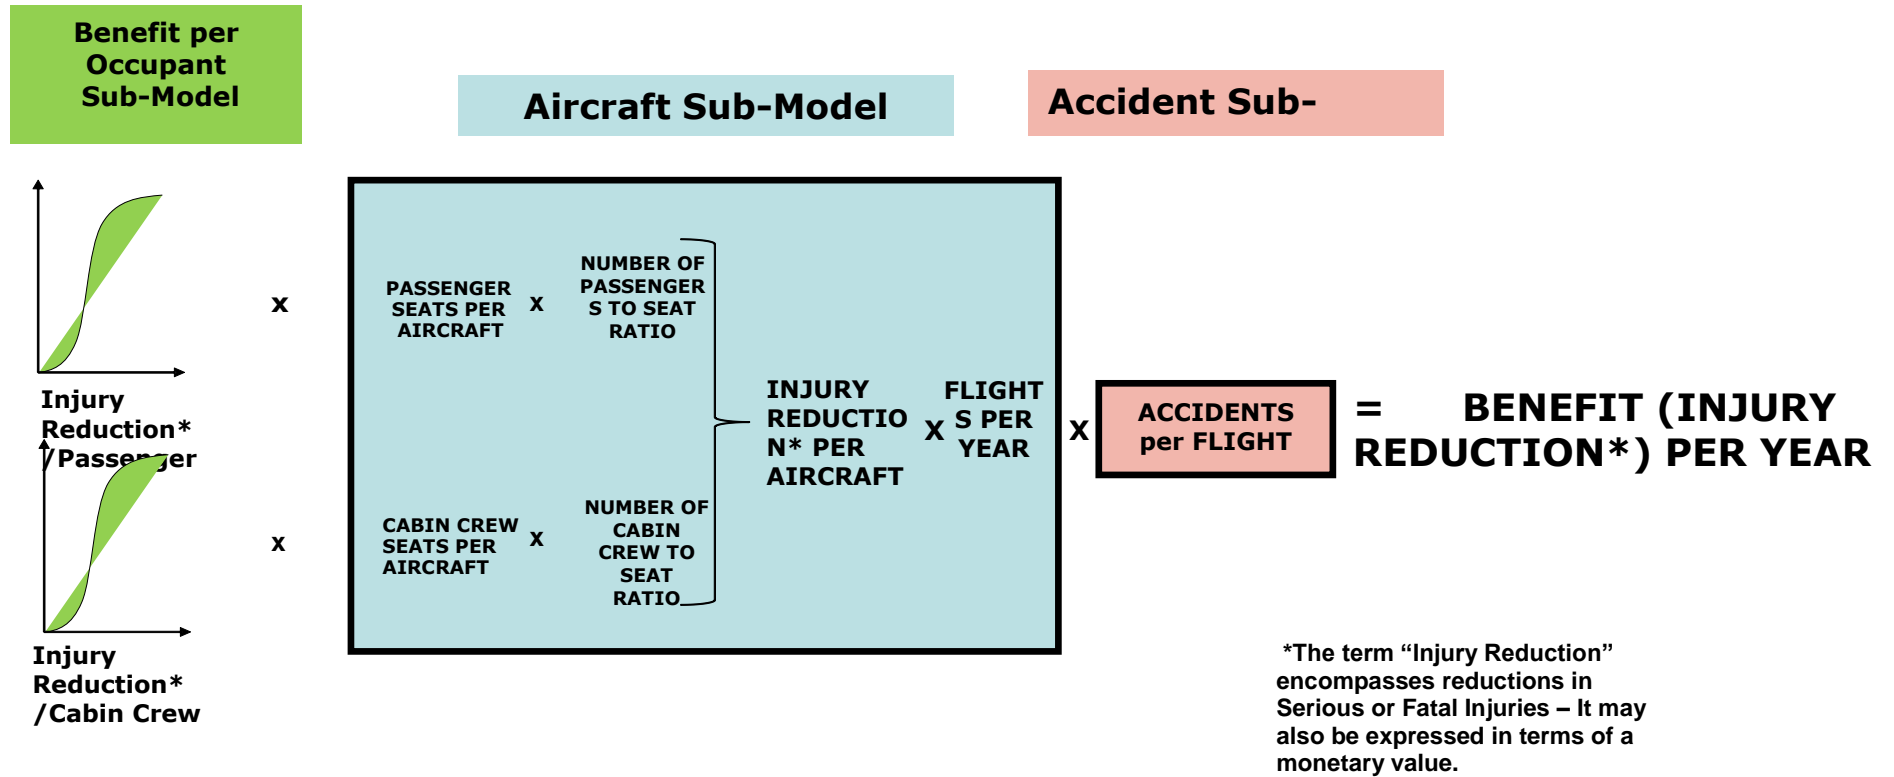 Benefit per
Occupant
Sub-Model
Aircraft Sub-Model
Accident Sub-
Injury
Reduction*
/Passenger
x
PASSENGER
SEATS PER
AIRCRAFT
x
NUMBER OF
PASSENGER
S TO SEAT
RATIO
Injury
Reduction*
/Cabin Crew
x
CABIN CREW
SEATS PER
AIRCRAFT
x
NUMBER OF
CABIN
CREW TO
SEAT
RATIO
INJURY
REDUCTIO
N* PER
AIRCRAFT
x
FLIGHT
S PER
YEAR
x
ACCIDENTS
per FLIGHT
= BENEFIT (INJURY
REDUCTION*) PER YEAR
*The term “Injury Reduction”
encompasses reductions in
Serious or Fatal Injuries – It may
also be expressed in terms of a
monetary value.